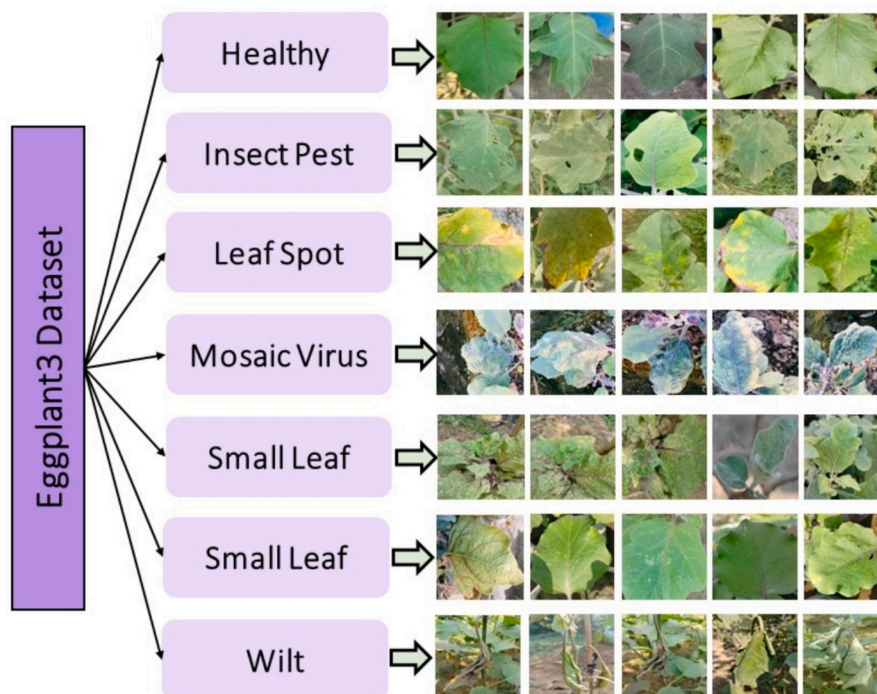 Eggplant3 Dataset
Healthy
Insect Pest
Leaf Spot
Mosaic Virus
Small Leaf
Small Leaf
Wilt